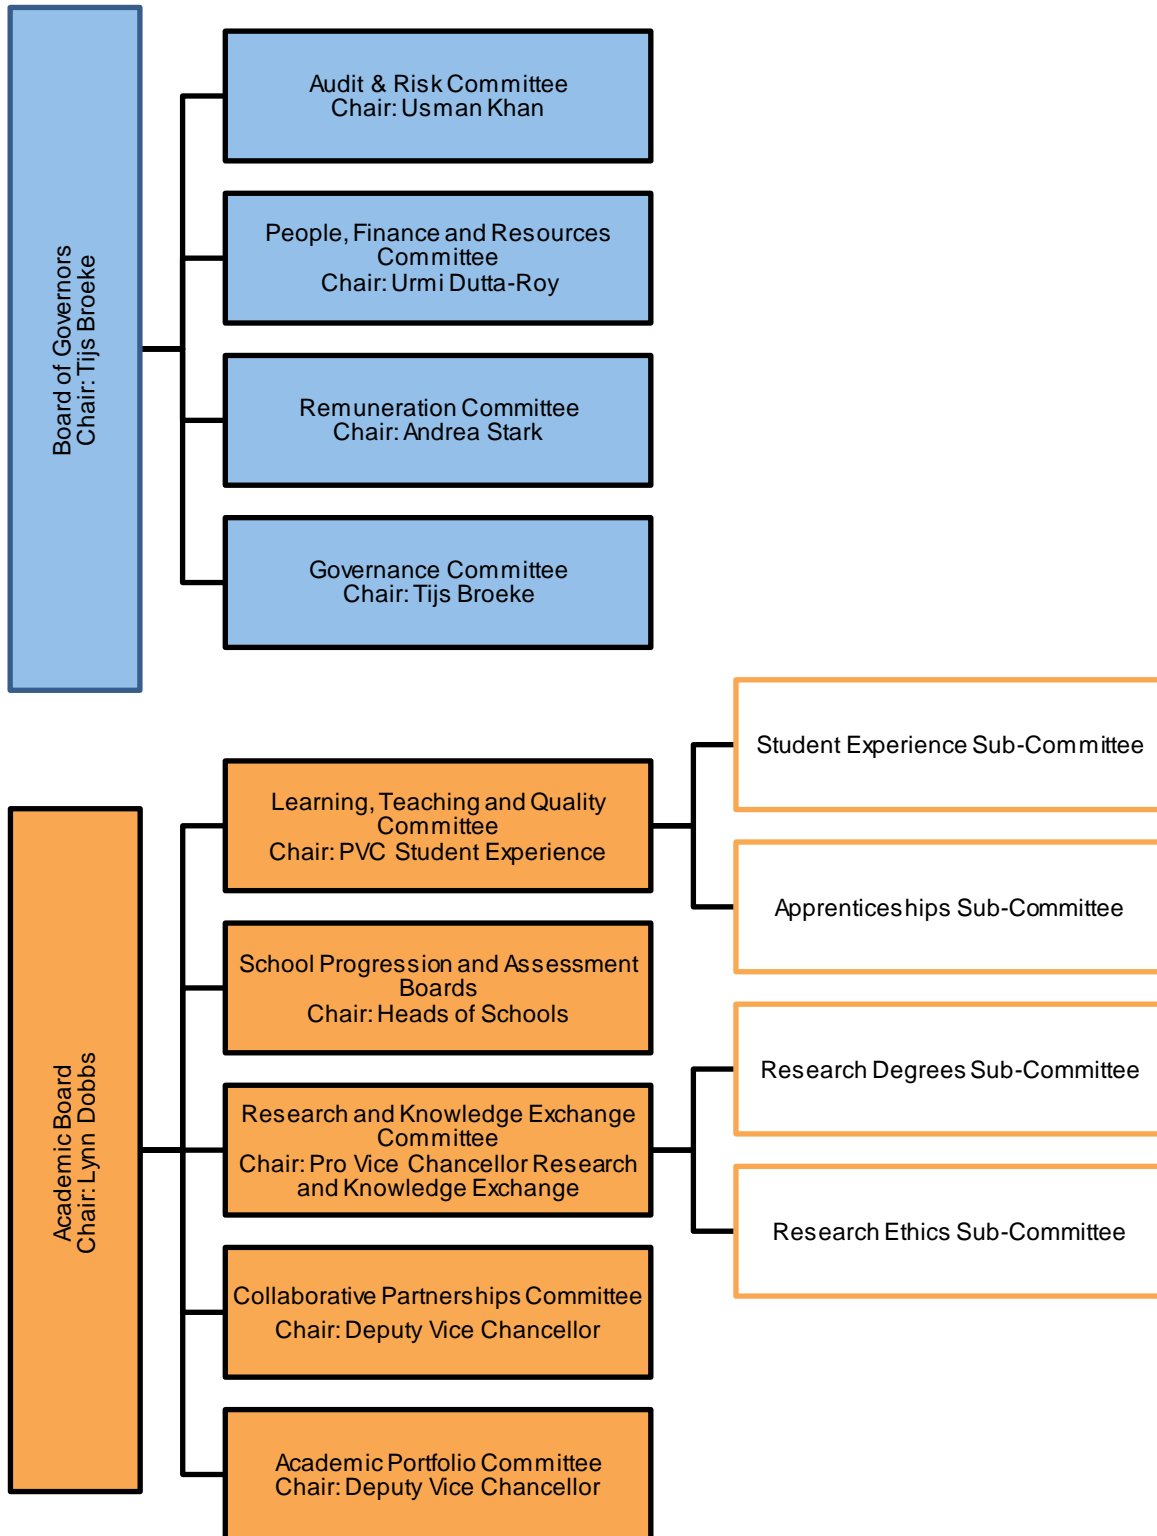 Board of Governors
Chair: Tijs Broeke
Audit & Risk Committee
Chair: Usman Khan
People, Finance and Resources
Committee
Chair: Urmi Dutta-Roy
Remuneration Committee
Chair: Andrea Stark
Governance Committee
Chair: Tijs Broeke
Academic Board
Chair: Lynn Dobbs
Learning, Teaching and Quality
Committee
Chair: PVC Student Experience
Student Experience Sub-Committee
Apprenticeships Sub-Committee
School Progression and Assessment
Boards
Chair: Heads of Schools
Research and Knowledge Exchange
Committee
Chair: Pro Vice Chancellor Research
and Knowledge Exchange
Research Degrees Sub-Committee
Research Ethics Sub-Committee
Collaborative Partnerships Committee
Chair: Deputy Vice Chancellor
Academic Portfolio Committee
Chair: Deputy Vice Chancellor